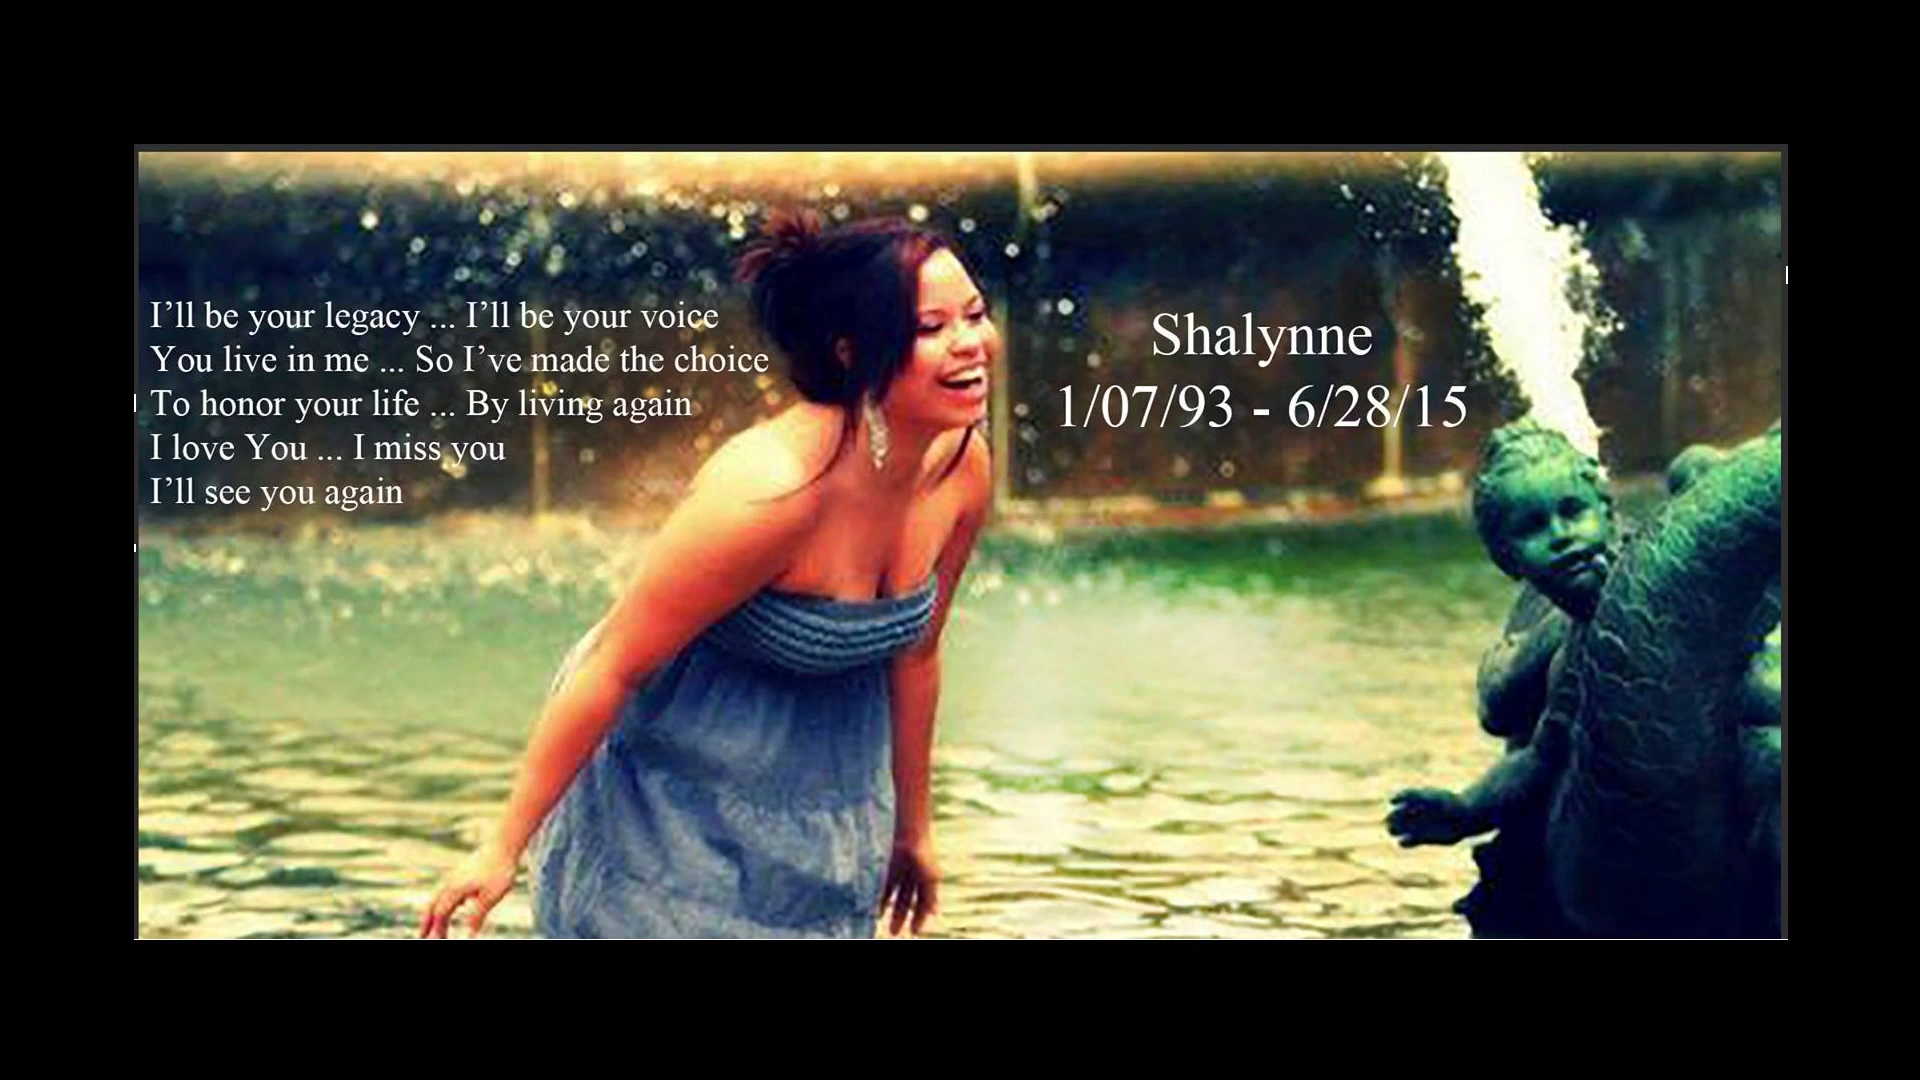 I’ll be your legacy ... I’ll be your voice
You live in me ... So I’ve made the choice
To honor your life ... By living again
I love You ... I miss you
I’ll see you again
Shalynne
1/07/93 - 6/28/15